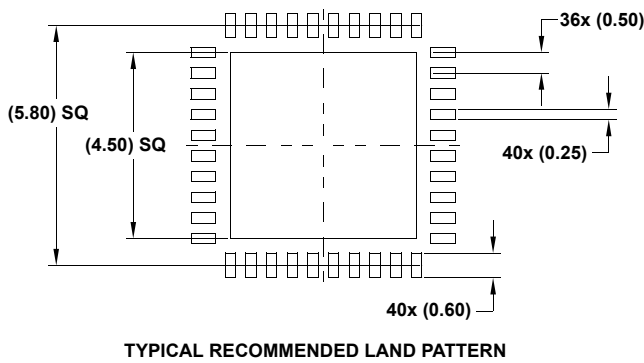 36x (0.50)
(5.80) SQ
(4.50) SQ
40x (0.25)
40x (0.60)
TYPICAL RECOMMENDED LAND PATTERN